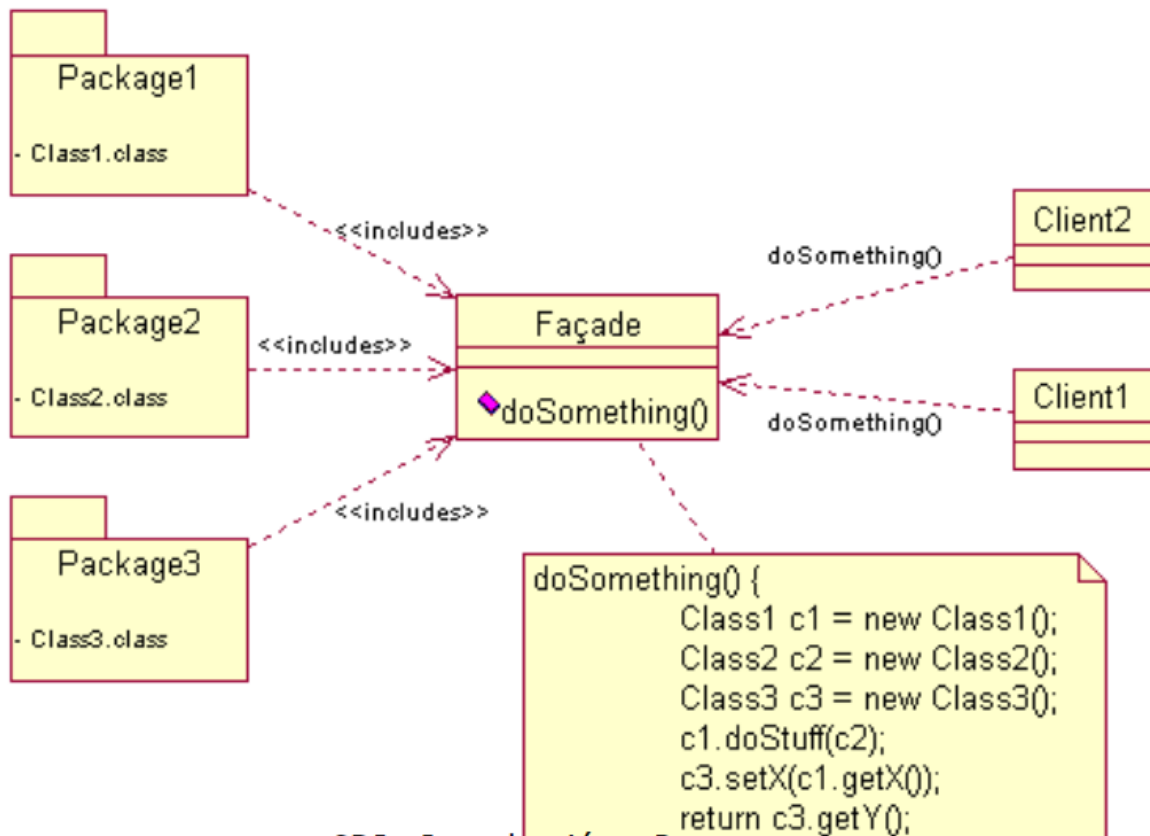 Package1
- Class1.class
<<includes>>
Package2
- Class2.class
<<includes>>
Package3
- Class3.class
<<includes>>
Façade
doSomething()
Client2
doSomething()
Client1
doSomething()
doSomething() {
Class1 c1 = new Class1();
Class2 c2 = new Class2();
Class3 c3 = new Class3();
c1.doStuff(c2);
c3.setX(c1.getX());
return c3.getY();